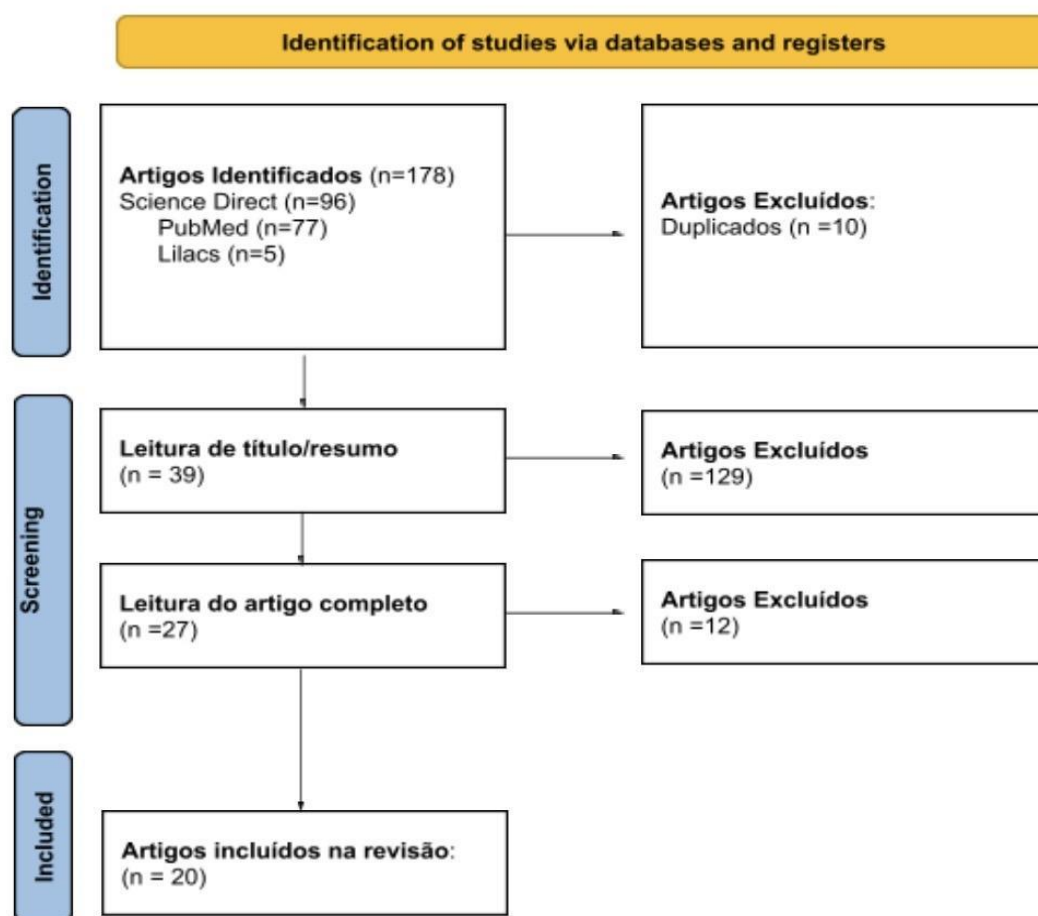 Identification of studies via databases and registers
Identification
Artigos Identificados (n=178)
Science Direct (n=96)
PubMed (n=77)
Lilacs (n=5)
Artigos Excluídos:
Duplicados (n =10)
Screening
Leitura de título/resumo
(n = 39)
Artigos Excluídos
(n =129)
Leitura do artigo completo
(n =27)
Artigos Excluídos
(n =12)
Included
Artigos incluídos na revisão:
(n = 20)